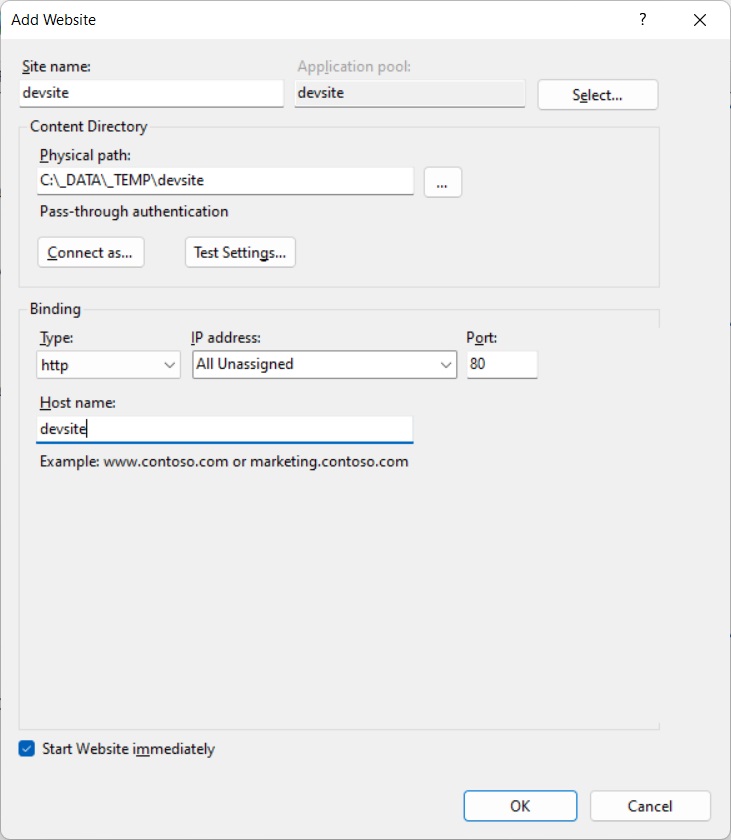 Add Website
?
Site name:
Application pool:
devsite
devsite
Select...
Content Directory
Physical path:
C:\_DATA\_TEMP\devsite
...
Pass-through authentication
Connect as...
Test Settings...
Binding
Type:
IP address:
Port:
http
All Unassigned
80
Host name:
devsite
Example: www.contoso.com or marketing.contoso.com
Start Website immediately
OK
Cancel